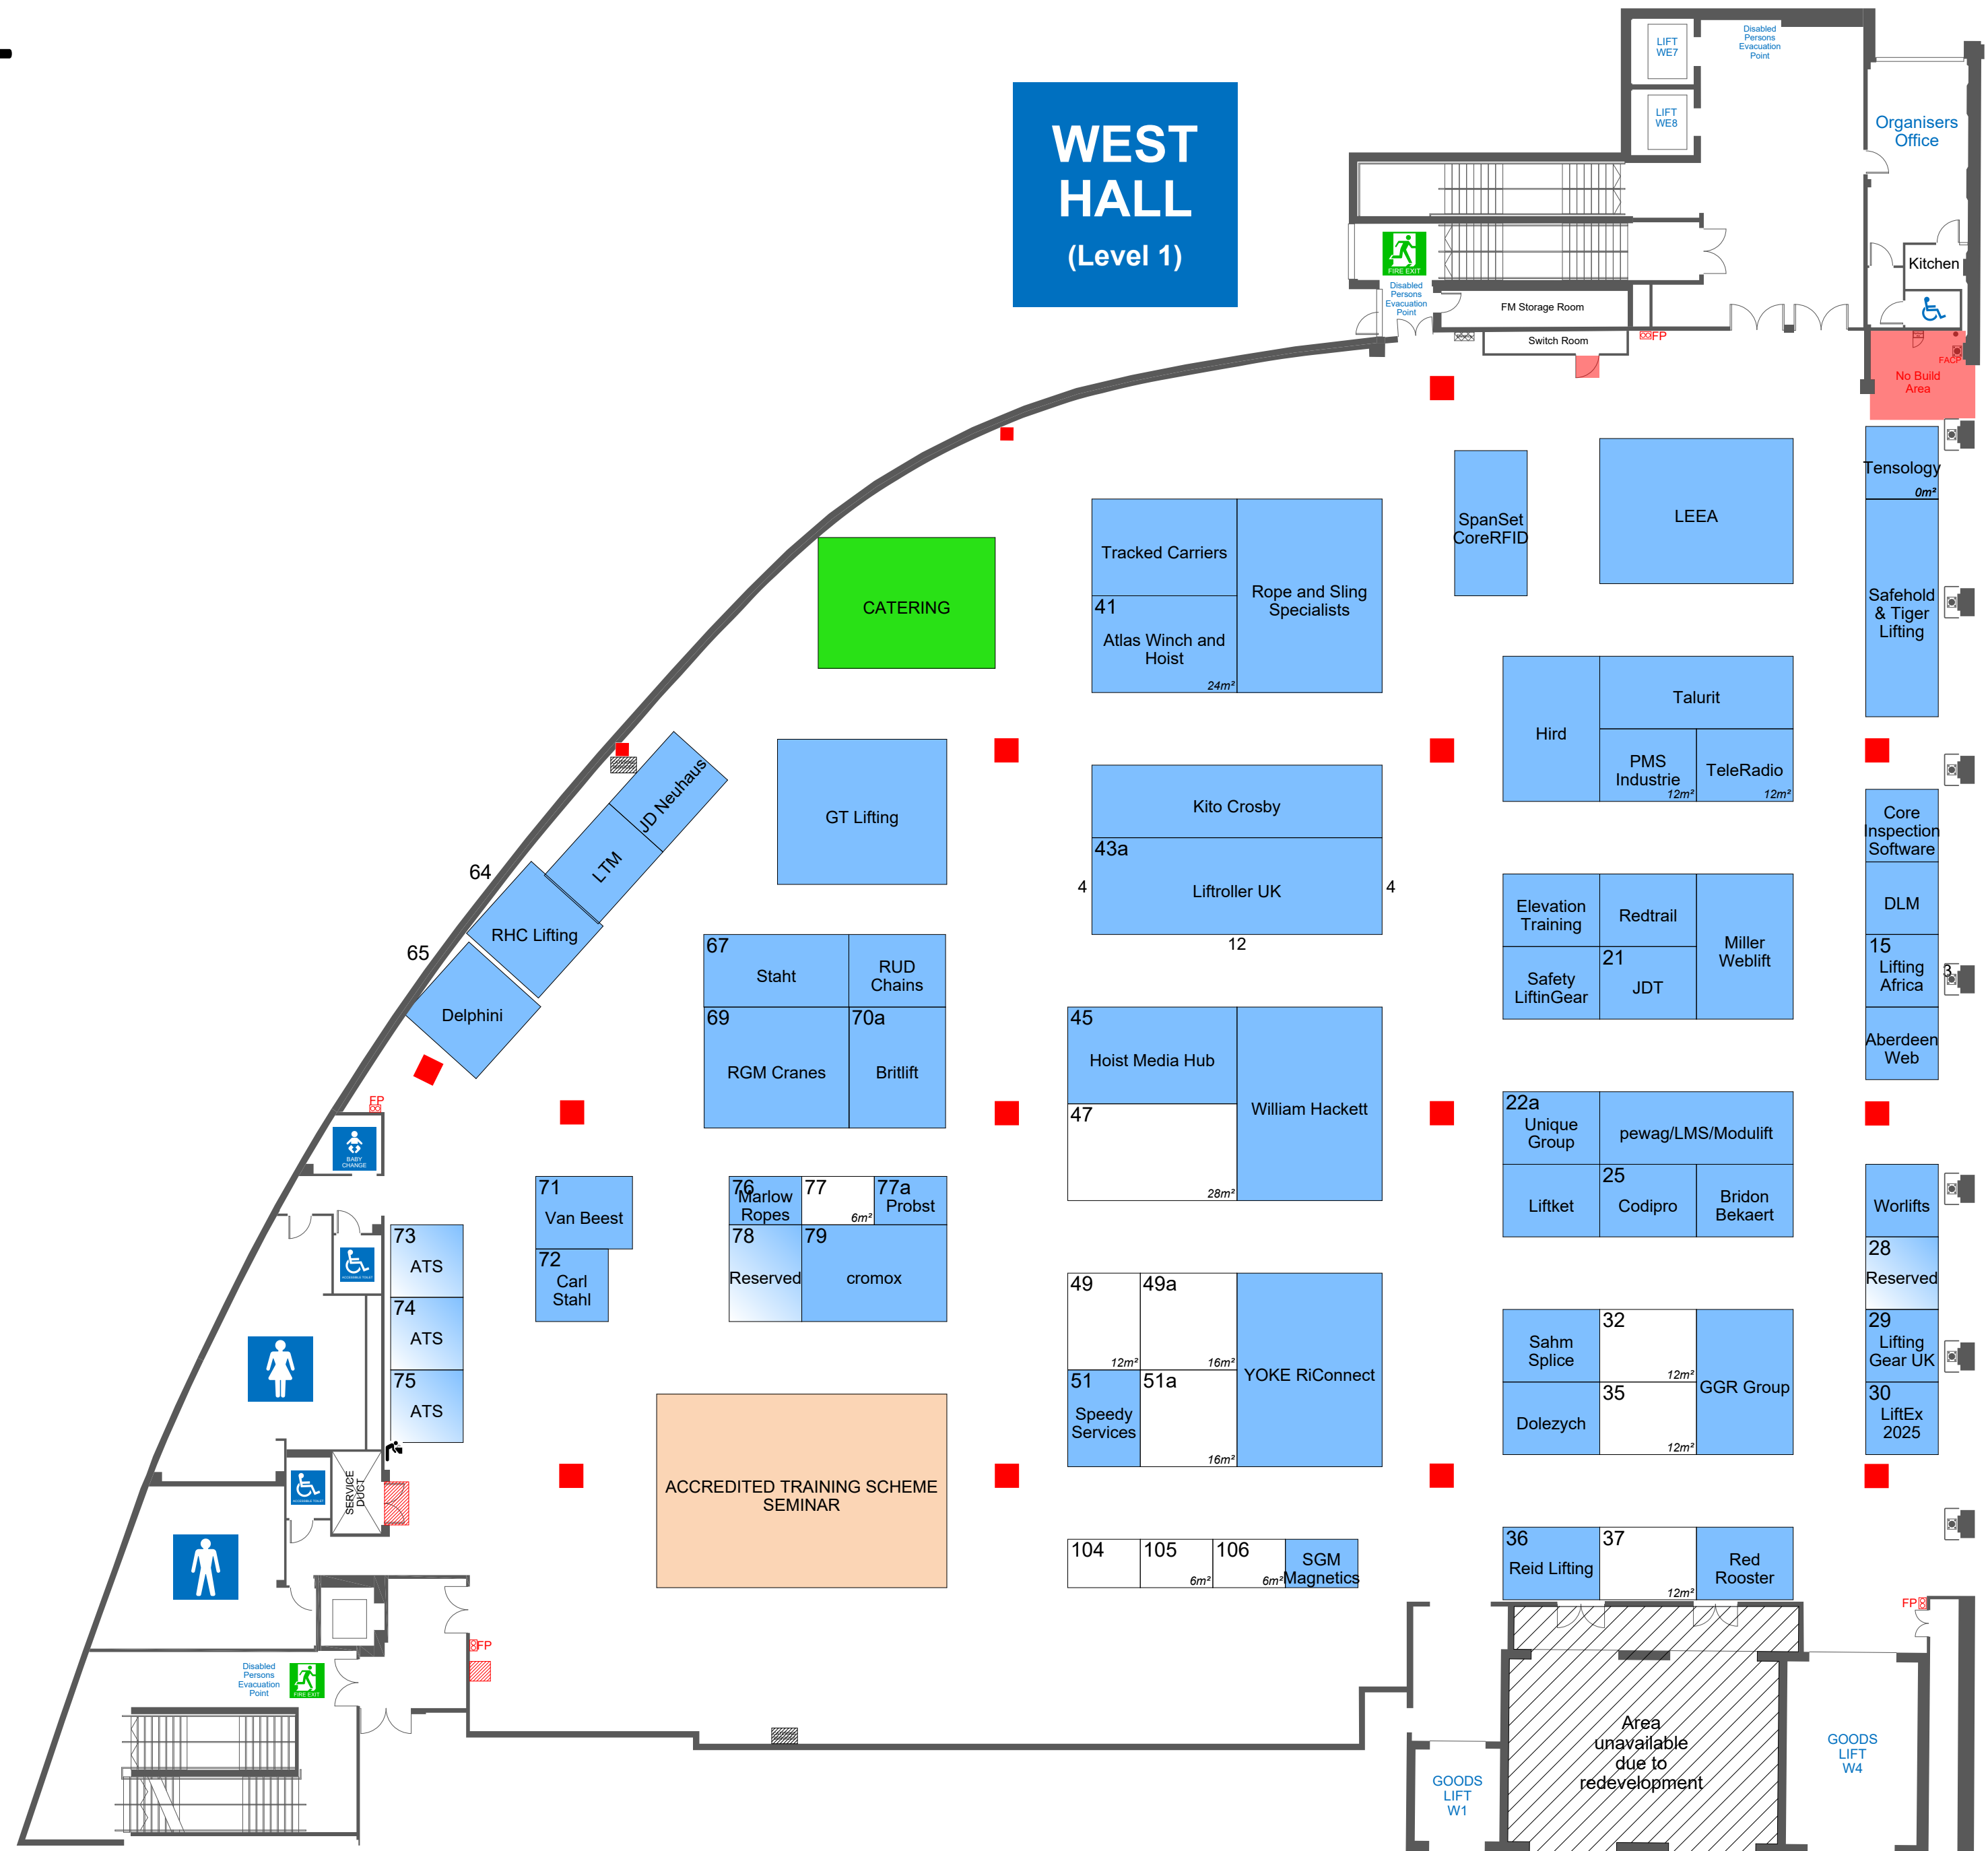 WEST
HALL
(Level 1)
LIFT
WE7
LIFT
WE8
Disabled
Persons
Evacuation
Point
Organisers
Office
Kitchen
FIRE EXIT
Disabled
Persons
Evacuation
Point
FM Storage Room
Switch Room
FP
FACP
No Build
Area
Tensology
0m²
Safehold
& Tiger
Lifting
LEEA
SpanSet
CoreRFID
Tracked Carriers
41
Atlas Winch and
Hoist
24m²
Rope and Sling
Specialists
CATERING
Hird
Talurit
PMS
Industrie
12m²
TeleRadio
12m²
JD Neuhaus
LTM
64
RHC Lifting
65
Delphini
GT Lifting
Kito Crosby
43a
Liftroller UK
4
4
12
Core
Inspection
Software
DLM
15
Lifting
Africa
3
Aberdeen
Web
Elevation
Training
Redtrail
Miller
Weblift
Safety
LiftinGear
21
JDT
67
Staht
RUD
Chains
69
RGM Cranes
70a
Britlift
45
Hoist Media Hub
47
28m²
William Hackett
22a
Unique
Group
pewag/LMS/Modulift
Liftket
25
Codipro
Bridon
Bekaert
FP
BABY
CHANGE
71
Van Beest
72
Carl
Stahl
76
Marlow
Ropes
77
6m²
77a
Probst
78
Reserved
79
cromox
73
ATS
74
ATS
75
ATS
49
12m²
49a
16m²
51
Speedy
Services
51a
16m²
YOKE RiConnect
Sahm
Splice
32
12m²
Dolezych
35
12m²
GGR Group
Worlifts
28
Reserved
29
Lifting
Gear UK
30
LiftEx
2025
SERVICE
DUCT
ACCREDITED TRAINING SCHEME
SEMINAR
104
105
6m²
106
6m²
SGM
Magnetics
36
Reid Lifting
37
12m²
Red
Rooster
FP
FP
Disabled
Persons
Evacuation
Point
FIRE EXIT
GOODS
LIFT
W1
Area
unavailable
due to
redevelopment
GOODS
LIFT
W4